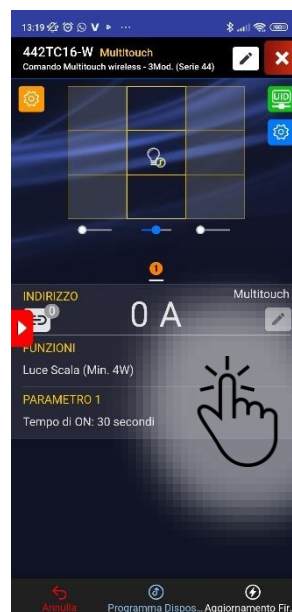 13:19
442TC16-W Multitouch
Comando Multitouch wireless - 3Mod. (Serie 44)
UID
1
INDIRIZZO
Multitouch
0
0 A
FUNZIONI
Luce Scala (Min. 4W)
PARAMETRO 1
Tempo di ON: 30 secondi
Annulla
Programma Dispos...
Aggiornamento Fir